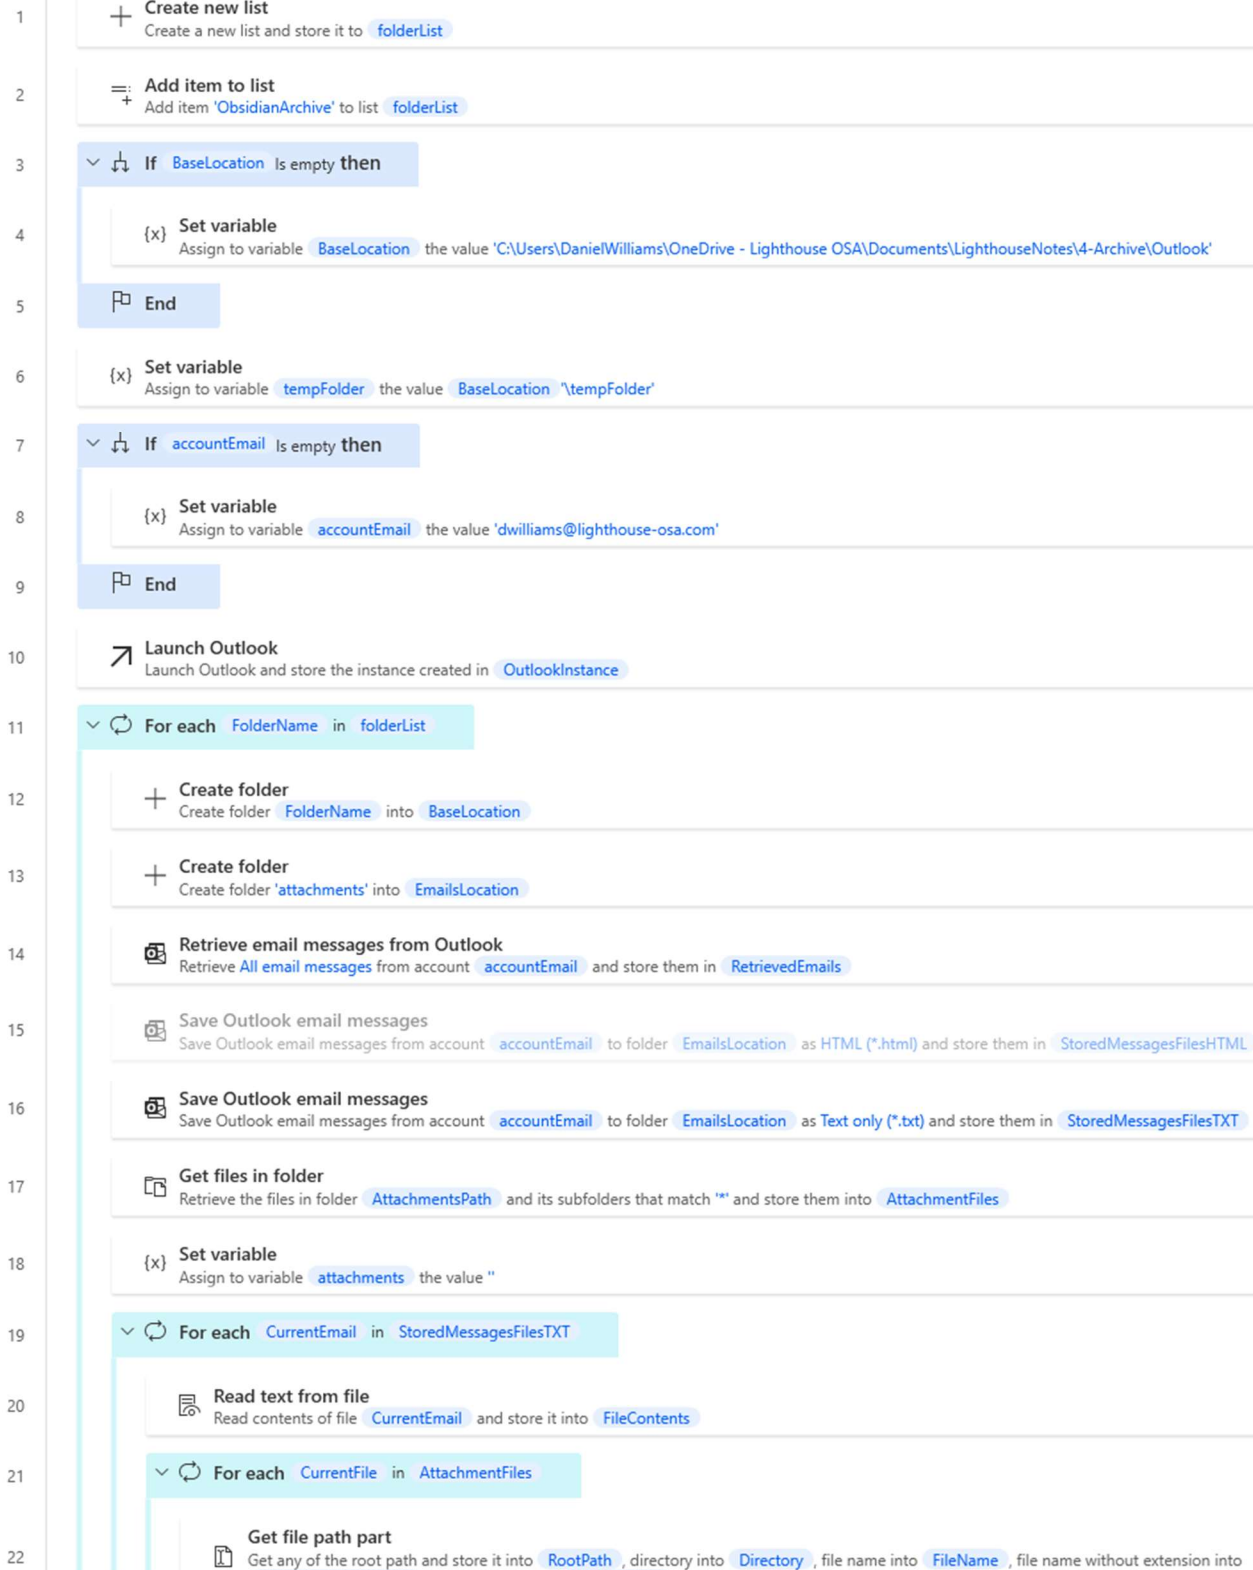 1
Create new list
Create a new list and store it to folderList
2
Add item to list
Add item 'ObsidianArchive' to list folderList
3
If BaseLocation Is empty then
4
Set variable
{x}
Assign to variable BaseLocation the value 'C:\Users\DanielWilliams\OneDrive - Lighthouse OSA\Documents\LighthouseNotes\4-Archive\Outlook'
5
End
6
Set variable
{x}
Assign to variable tempFolder the value BaseLocation '\tempFolder'
7
If accountEmail Is empty then
8
Set variable
{x}
Assign to variable accountEmail the value 'dwilliams@lighthouse-osa.com'
9
End
10
Launch Outlook
Launch Outlook and store the instance created in OutlookInstance
11
For each FolderName in folderList
12
Create folder
Create folder FolderName into BaseLocation
13
Create folder
Create folder 'attachments' into EmailsLocation
14
Retrieve email messages from Outlook
Retrieve All email messages from account accountEmail and store them in RetrievedEmails
15
Save Outlook email messages
Save Outlook email messages from account accountEmail to folder EmailsLocation as HTML (*.html) and store them in StoredMessagesFilesHTML
16
Save Outlook email messages
Save Outlook email messages from account accountEmail to folder EmailsLocation as Text only (*.txt) and store them in StoredMessagesFilesTXT
17
Get files in folder
Retrieve the files in folder AttachmentsPath and its subfolders that match '*' and store them into AttachmentFiles
18
Set variable
{x}
Assign to variable attachments the value ''
19
For each CurrentEmail in StoredMessagesFilesTXT
20
Read text from file
Read contents of file CurrentEmail and store it into FileContents
21
For each CurrentFile in AttachmentFiles
22
Get file path part
Get any of the root path and store it into RootPath , directory into Directory , file name into FileName , file name without extension into